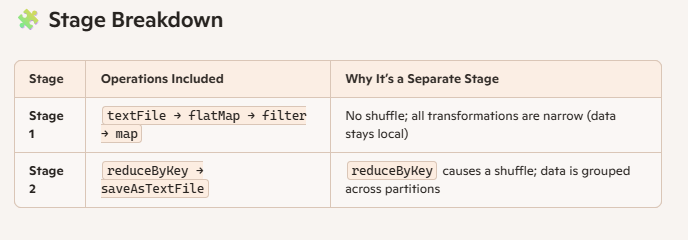 Stage Breakdown
Stage Operations Included Why It's a Separate Stage
Stage
1
textFile → flatMap → filter
→ map
No shuffle; all transformations are narrow (data
stays local)
Stage
2
reduceByKey →
saveAsTextFile
reduceByKey causes a shuffle; data is grouped
across partitions